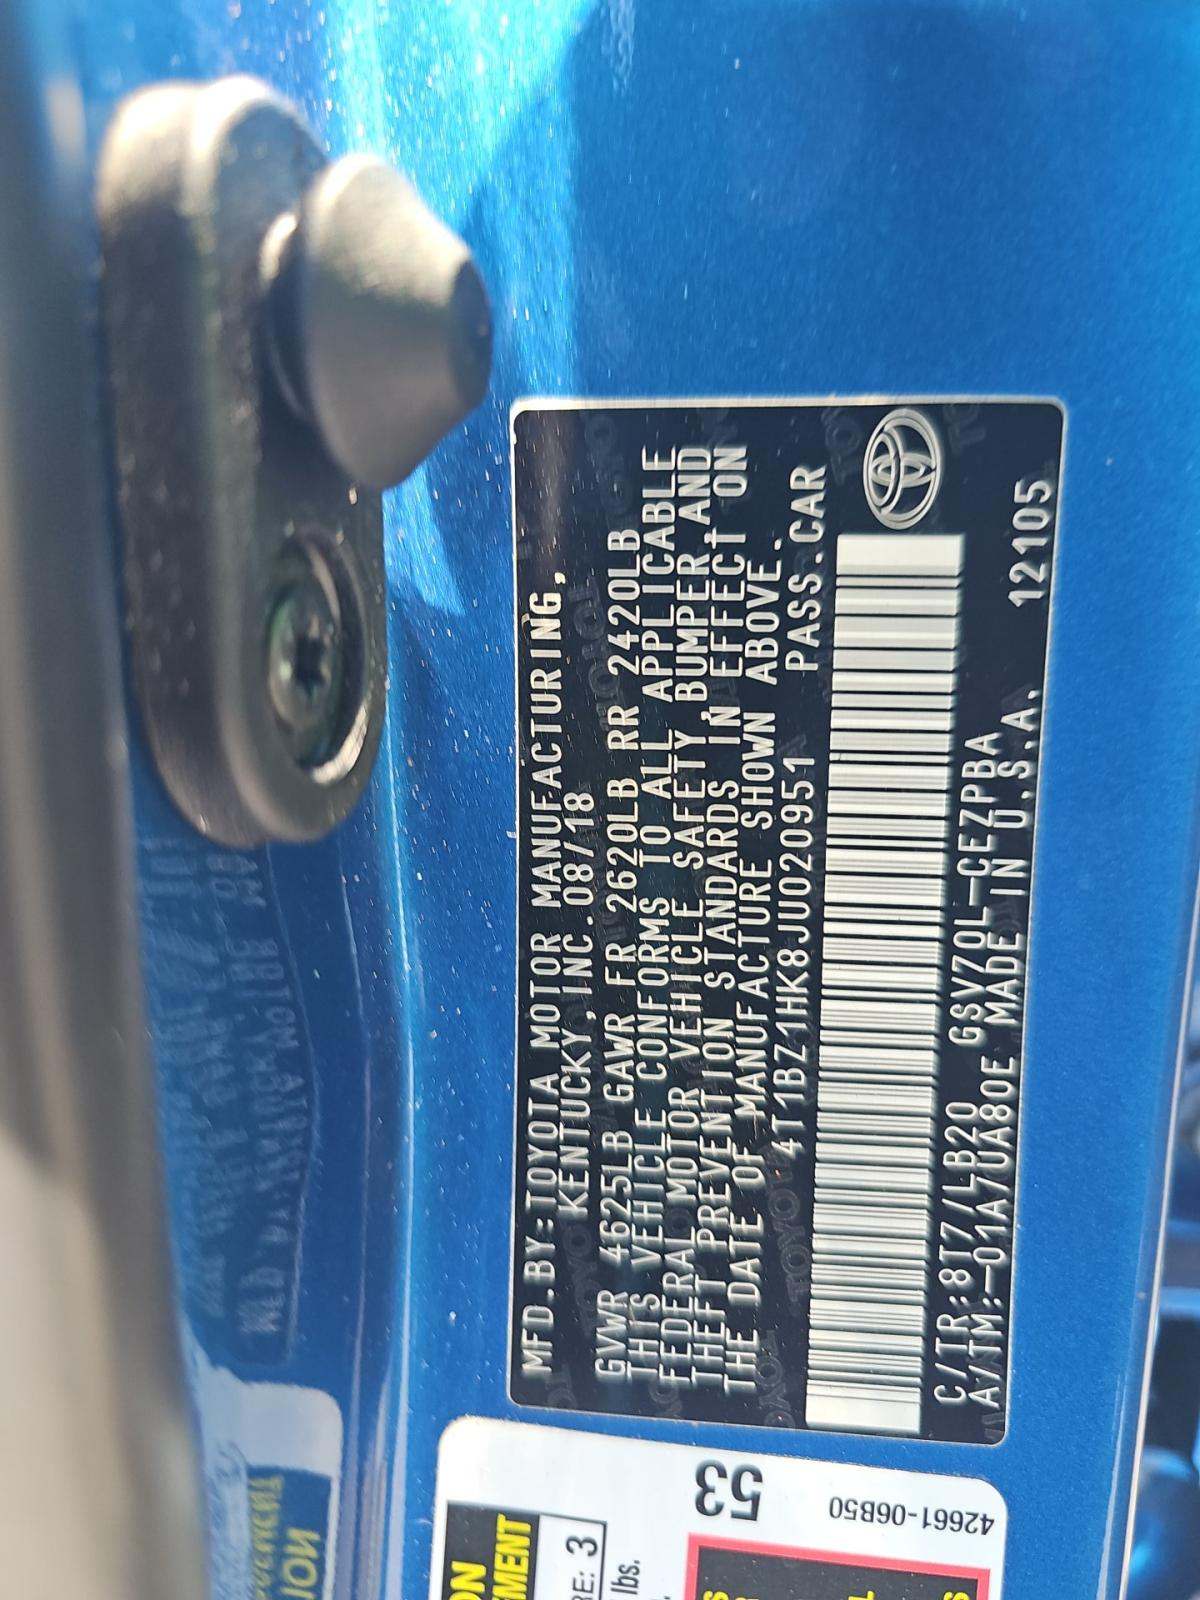 MFD.BY:TOYOTA MOTOR MANUFACTURING,
KENTUCKY,INC.08/18
GVWR 4625LB GAWR FR 2620LB RR 2420LB
THIS VEHICLE CONFORMS TO ALL APPLICABLE
FEDERAL MOTOR VEHICLE SAFETY,BUMPER,AND
THEFT PREVENTION STANDARDS IN EFFECT ON
THE DATE OF MANUFACTURE SHOWN ABOVE.
4T1BZ1HK8JU020951 PASS.CAR
C/TR:8T7/LB20 GSV70L-CEZPBA
A/TM:-01A/UA80E MADE IN U.S.A. 12105
53
42661-06B50
3
lbs.